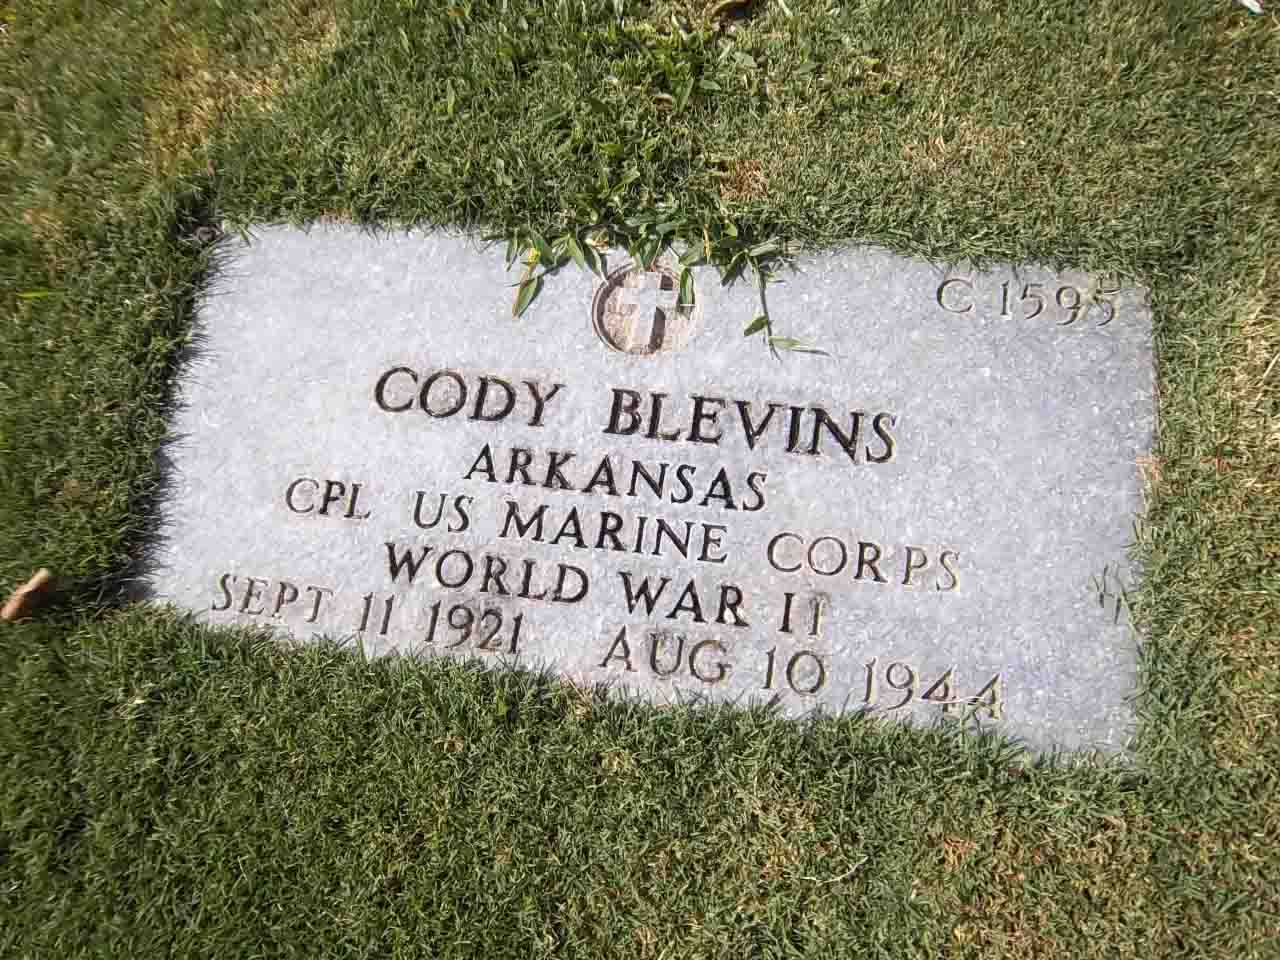 C 1595
CODY BLEVINS
ARKANSAS
CPL US MARINE CORPS
WORLD WAR II
SEPT 11 1921 AUG 10 1944